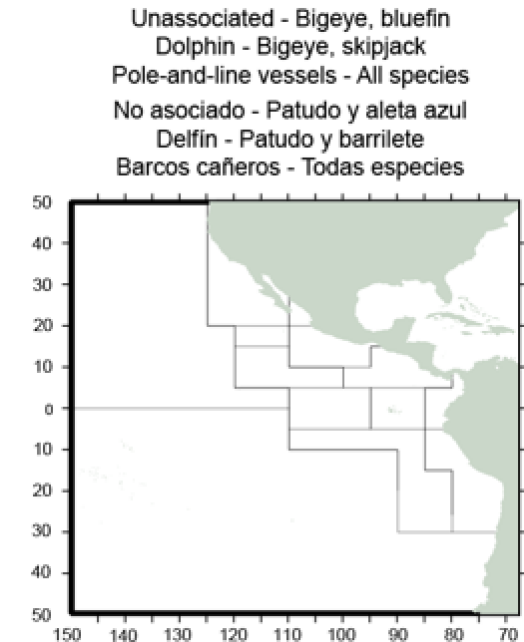 Unassociated - Bigeye, bluefin
Dolphin - Bigeye, skipjack
Pole-and-line vessels - All species
No asociado - Patudo y aleta azul
Delfín - Patudo y barrilete
Barcos cañeros - Todas especies
50
40
30
20
10
0
10
20
30
40
50
150 140 130 120 110 100 90 80 70